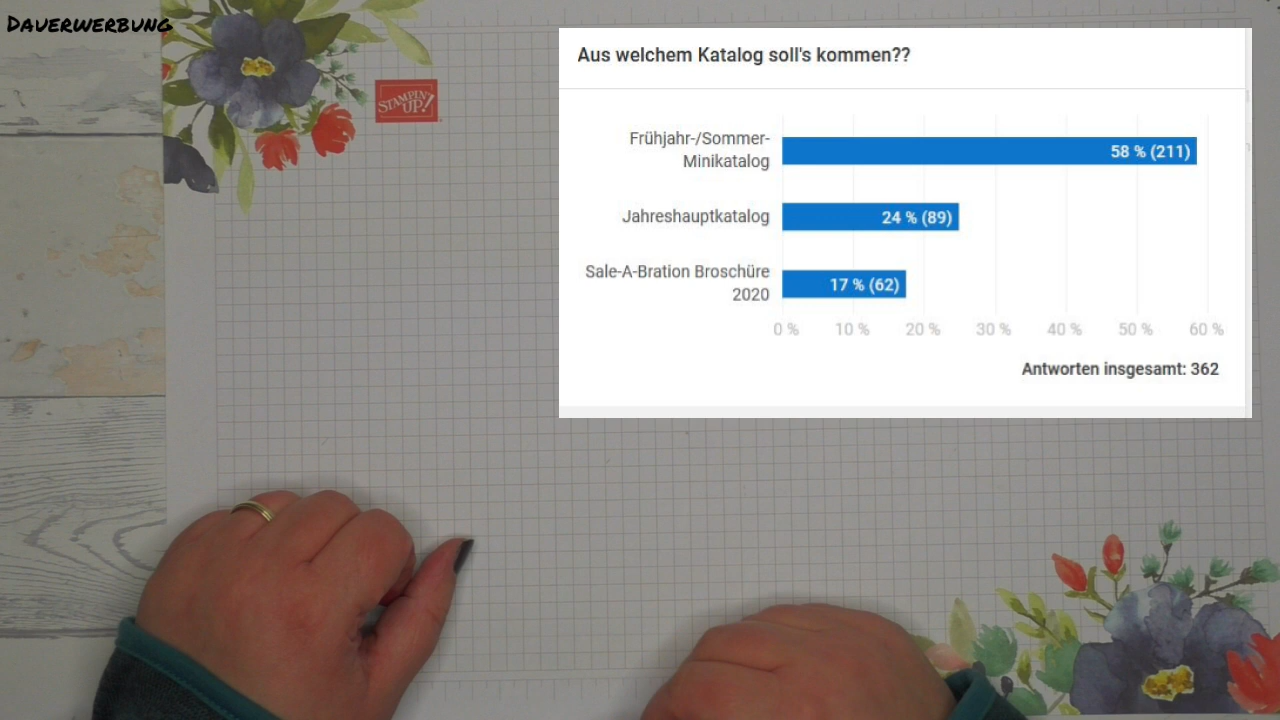 Dauerwerbung
STAMPIN'
UP!
Aus welchem Katalog soll's kommen??
Frühjahr-/Sommer-
Minikatalog
58 % (211)
Jahreshauptkatalog
24 % (89)
Sale-A-Bration Broschüre
2020
17 % (62)
0 % 10 % 20 % 30 % 40 % 50 % 60 %
Antworten insgesamt: 362